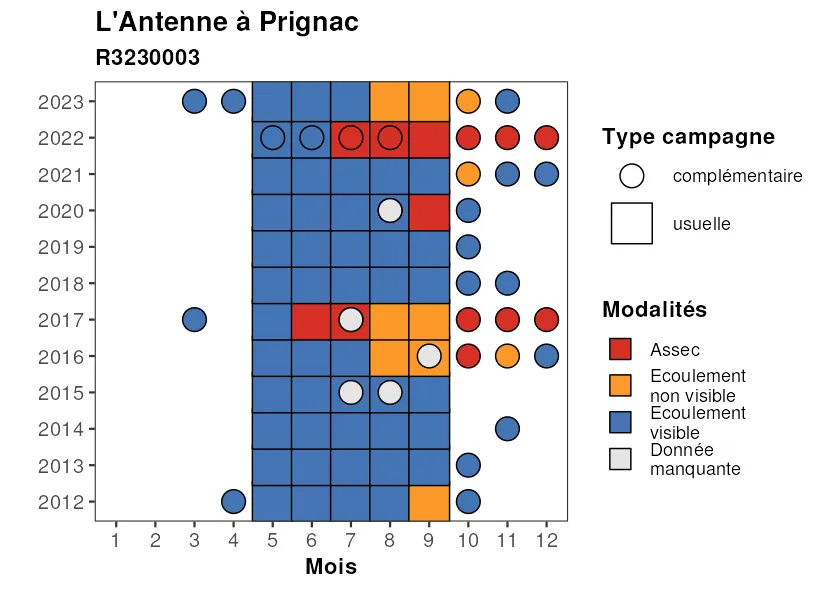 L'Antenne à Prignac
R3230003
2023
2022
2021
2020
2019
2018
2017
2016
2015
2014
2013
2012
1 2 3 4 5 6 7 8 9 10 11 12
Mois
Type campagne
complémentaire
usuelle
Modalités
Assec
Ecoulement
non visible
Ecoulement
visible
Donnée
manquante